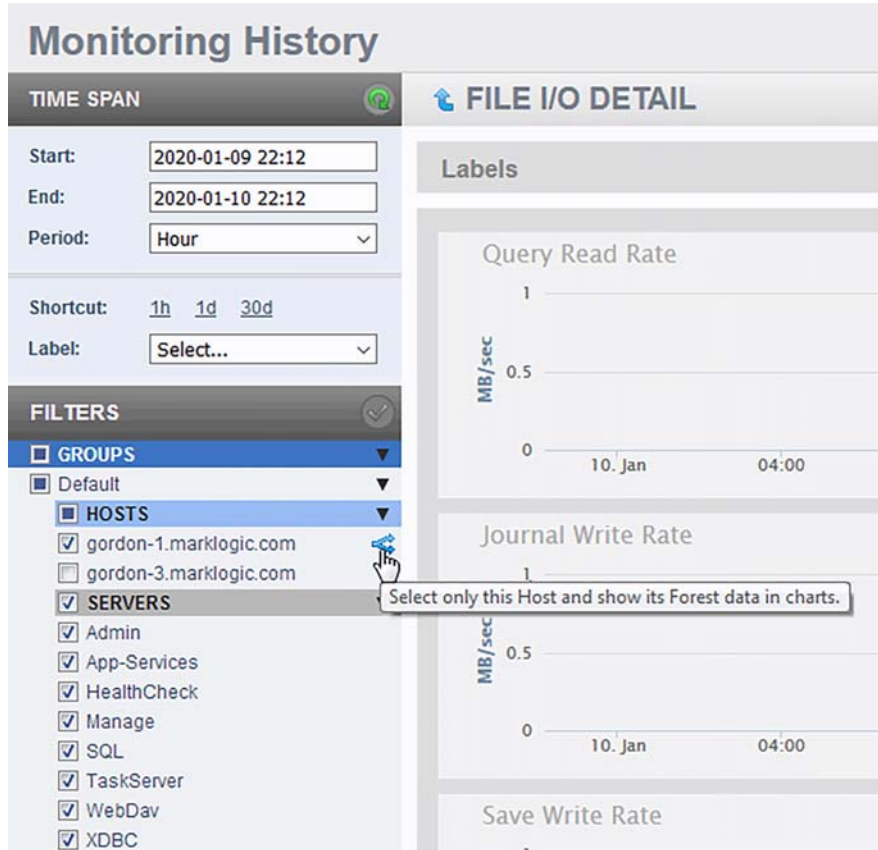 Monitoring History
TIME SPAN
Start: 2020-01-09 22:12
End: 2020-01-10 22:12
Period: Hour
Shortcut: 1h 1d 30d
Label: Select...
FILTERS
GROUPS
Default
HOSTS
gordon-1.marklogic.com
gordon-3.marklogic.com
SERVERS
Admin
App-Services
HealthCheck
Manage
SQL
TaskServer
WebDav
XDBC
FILE I/O DETAIL
Labels
Query Read Rate
1
MB/sec
0.5
0
10. Jan 04:00
Journal Write Rate
1
Select only this Host and show its Forest data in charts.
MB/sec
0.5
0
10. Jan 04:00
Save Write Rate